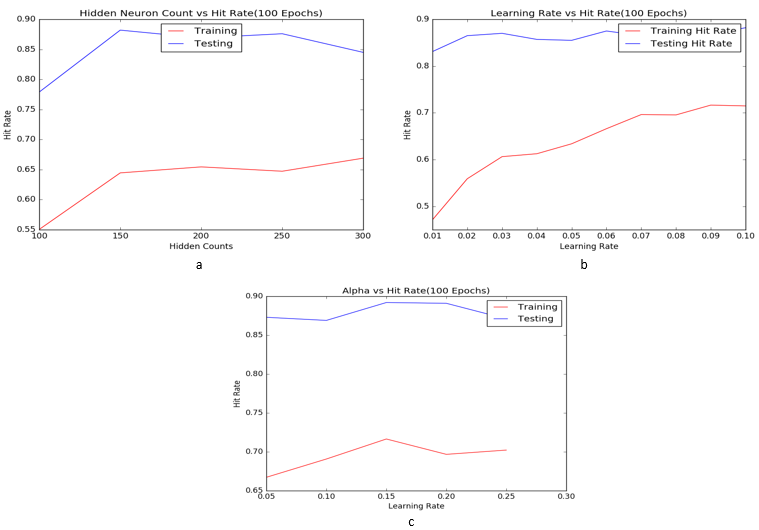 Hidden Neuron Count vs Hit Rate(100 Epochs)
0.90
0.85
0.80
0.75
0.70
0.65
0.60
0.55
Hit Rate
Training
Testing
100 150 200 250 300
Hidden Counts
a
Learning Rate vs Hit Rate(100 Epochs)
0.9
0.8
0.7
0.6
0.5
Hit Rate
Training Hit Rate
Testing Hit Rate
0.01 0.02 0.03 0.04 0.05 0.06 0.07 0.08 0.09 0.10
Learning Rate
b
Alpha vs Hit Rate(100 Epochs)
0.90
0.85
0.80
0.75
0.70
0.65
Hit Rate
Training
Testing
0.05 0.10 0.15 0.20 0.25 0.30
Learning Rate
c